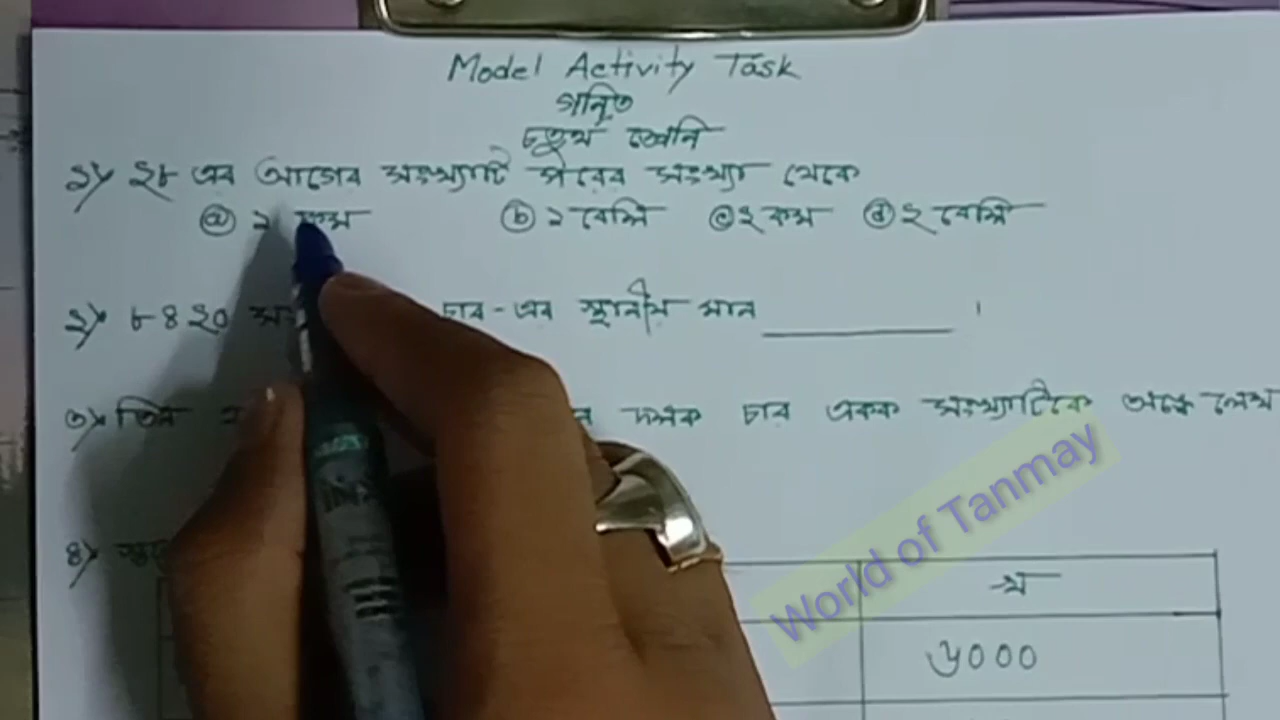 Model Activity Task
গনিত
চতুর্থ শ্রেনি
১) ২৮ এর আগের সংখ্যাটি পরের সংখ্যা থেকে
ⓐ ১ কম ⓑ ১ বেশি ⓒ ২ কম ⓓ ২ বেশি
২) ৮৪২০ চার-এর স্থানীয় মান ________ ।
৩) তিন দশক চার একক সংখ্যাটিকে অঙ্কে লেখ
৪)
খ
৬০০০
World of Tanmay